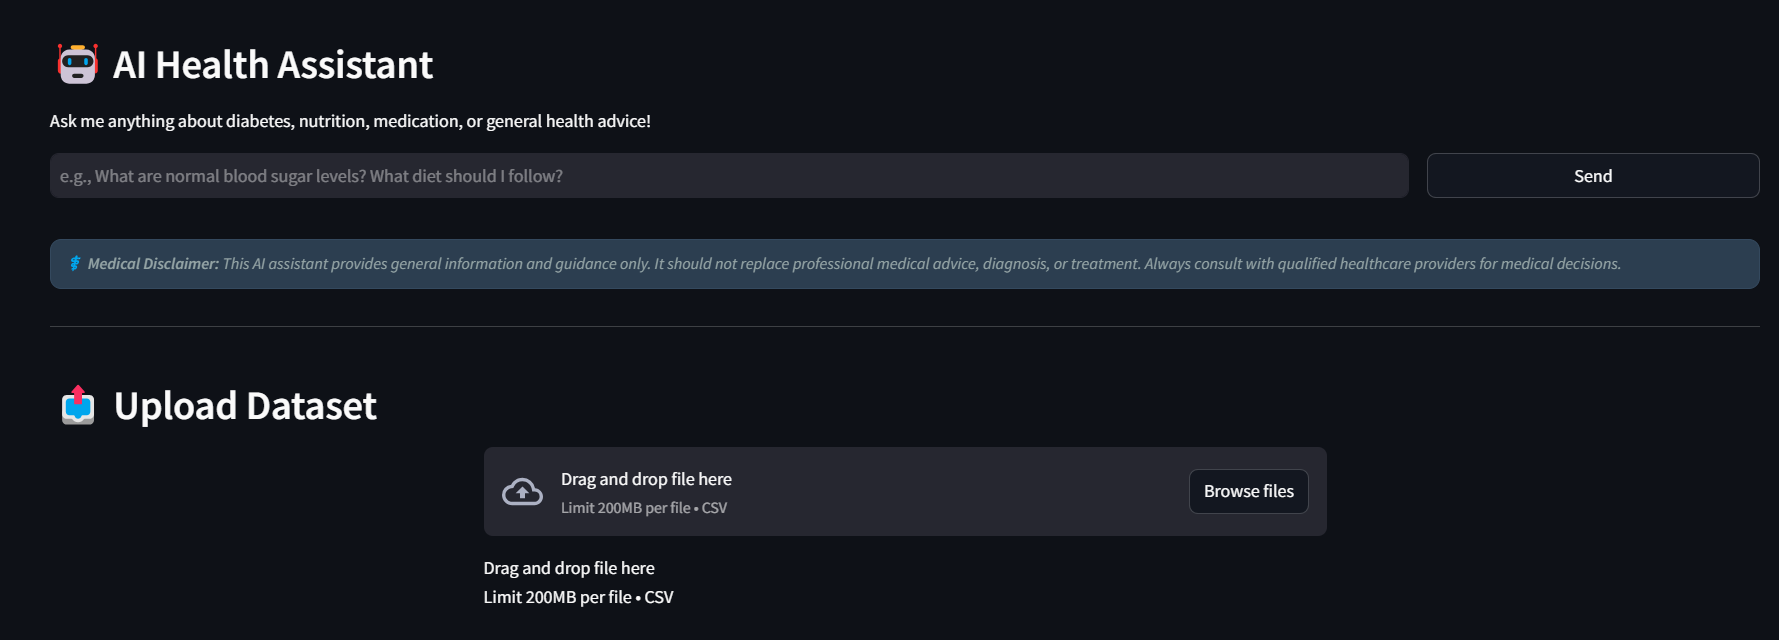 AI Health Assistant
Ask me anything about diabetes, nutrition, medication, or general health advice!
e.g., What are normal blood sugar levels? What diet should I follow?
Send
Medical Disclaimer: This AI assistant provides general information and guidance only. It should not replace professional medical advice, diagnosis, or treatment. Always consult with qualified healthcare providers for medical decisions.
Upload Dataset
Drag and drop file here
Limit 200MB per file • CSV
Browse files
Drag and drop file here
Limit 200MB per file • CSV